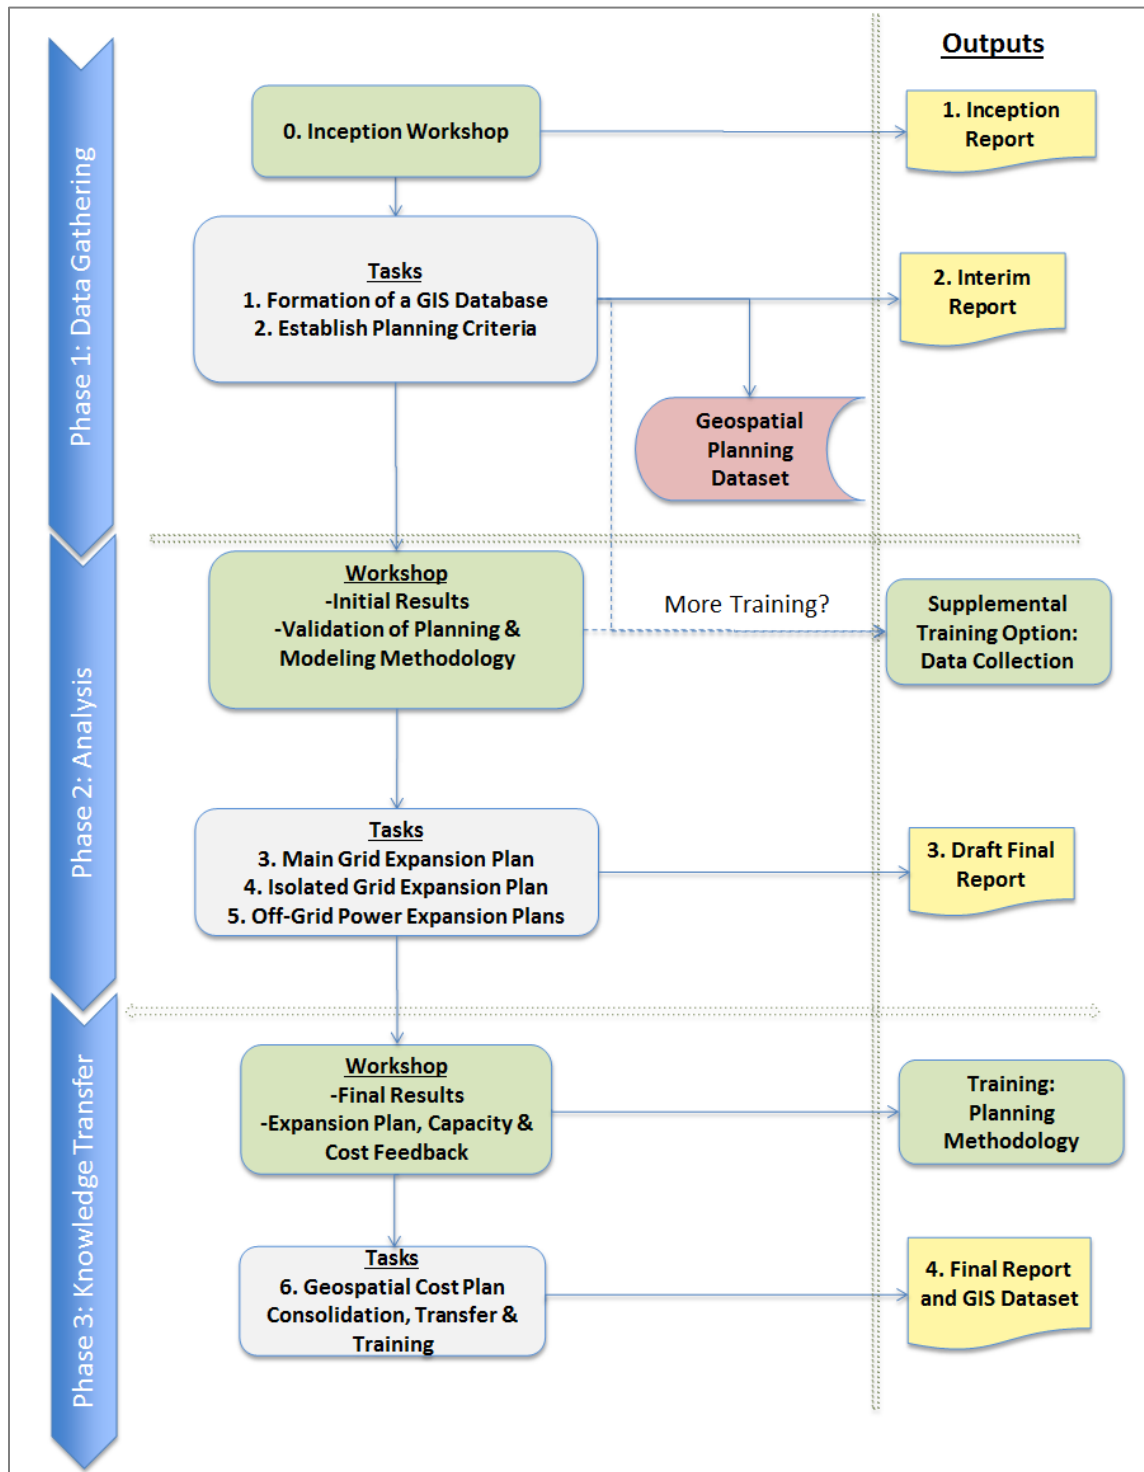 Outputs
Phase 1: Data Gathering
0. Inception Workshop
1. Inception
Report
Tasks
1. Formation of a GIS Database
2. Establish Planning Criteria
2. Interim
Report
Geospatial
Planning
Dataset
Phase 2: Analysis
Workshop
-Initial Results
-Validation of Planning &
Modeling Methodology
More Training?
Supplemental
Training Option:
Data Collection
Tasks
3. Main Grid Expansion Plan
4. Isolated Grid Expansion Plan
5. Off-Grid Power Expansion Plans
3. Draft Final
Report
Phase 3: Knowledge Transfer
Workshop
-Final Results
-Expansion Plan, Capacity &
Cost Feedback
Training:
Planning
Methodology
Tasks
6. Geospatial Cost Plan
Consolidation, Transfer &
Training
4. Final Report
and GIS Dataset